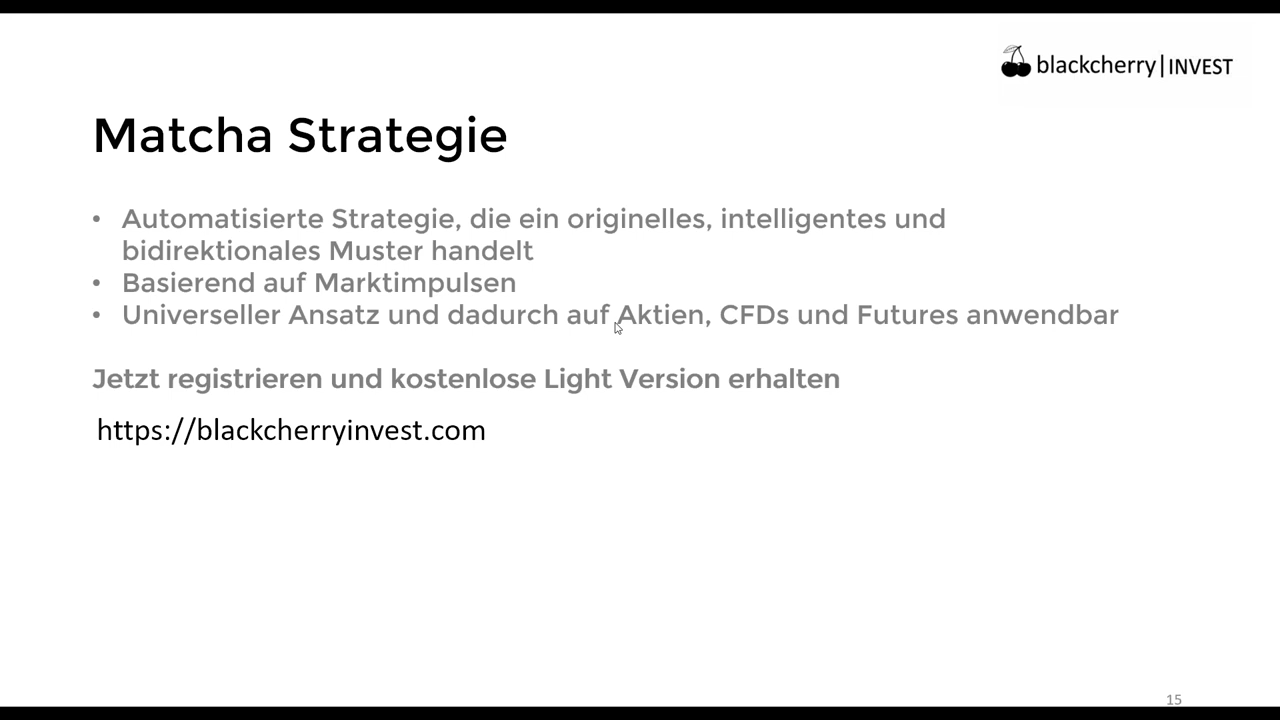 blackcherry|INVEST
Matcha Strategie
• Automatisierte Strategie, die ein originelles, intelligentes und
bidirektionales Muster handelt
• Basierend auf Marktimpulsen
• Universeller Ansatz und dadurch auf Aktien, CFDs und Futures anwendbar
Jetzt registrieren und kostenlose Light Version erhalten
https://blackcherryinvest.com
15